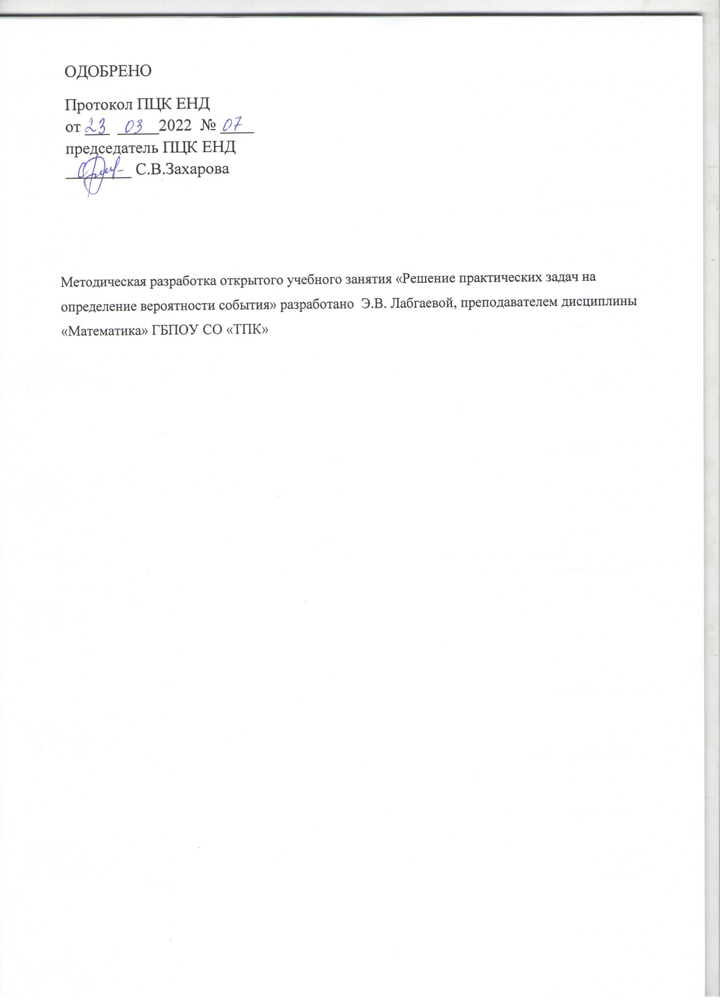 ОДОБРЕНО
Протокол ПЦК ЕНД
от 23 03 2022 № 07
председатель ПЦК ЕНД
С.В.Захарова
Методическая разработка открытого учебного занятия «Решение практических задач на
определение вероятности события» разработано Э.В. Лабгаевой, преподавателем дисциплины
«Математика» ГБПОУ СО «ТПК»